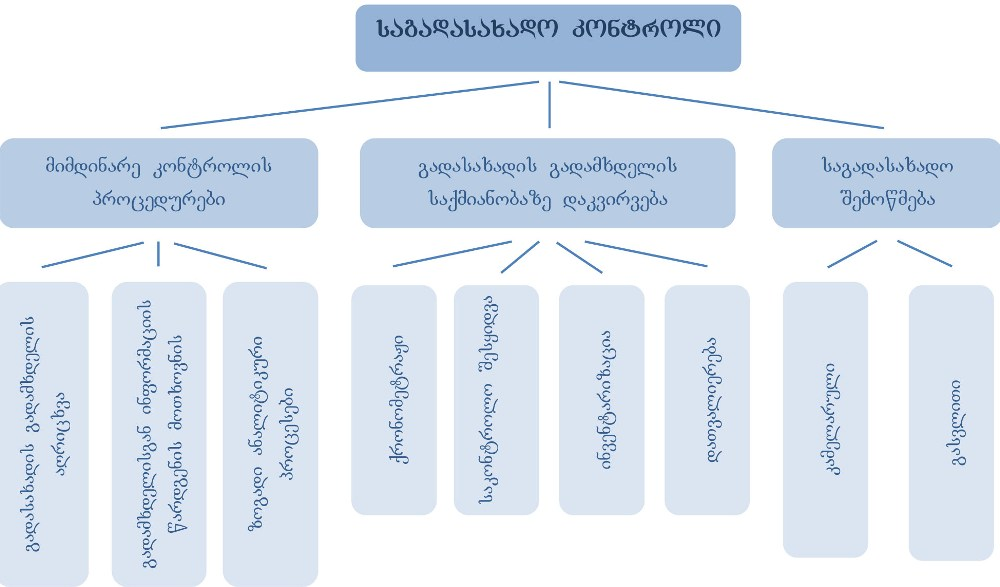 საგადასახადო კონტროლი
მიმდინარე კონტროლის
პროცედურები
გადასახადის გადამხდელის
საქმიანობაზე დაკვირვება
საგადასახადო
შემოწმება
გადასახადის გადამხდელის
აღრიცხვა
გადამხდელისგან ინფორმაციის
წარდგენის მოთხოვნის
ზოგადი ანალიტიკური
პროცესები
ქრონომეტრაჟი
საკონტროლო შესყიდვა
ინვენტარიზაცია
დათვალიერება
კამელარული
გასვლითი